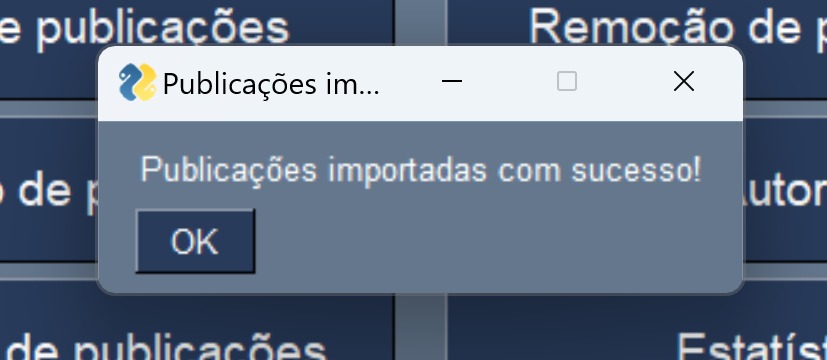 e publicações
Remoção de p
Publicações im...
Publicações importadas com sucesso!
o de p
Autor
OK
de publicações
Estatíst